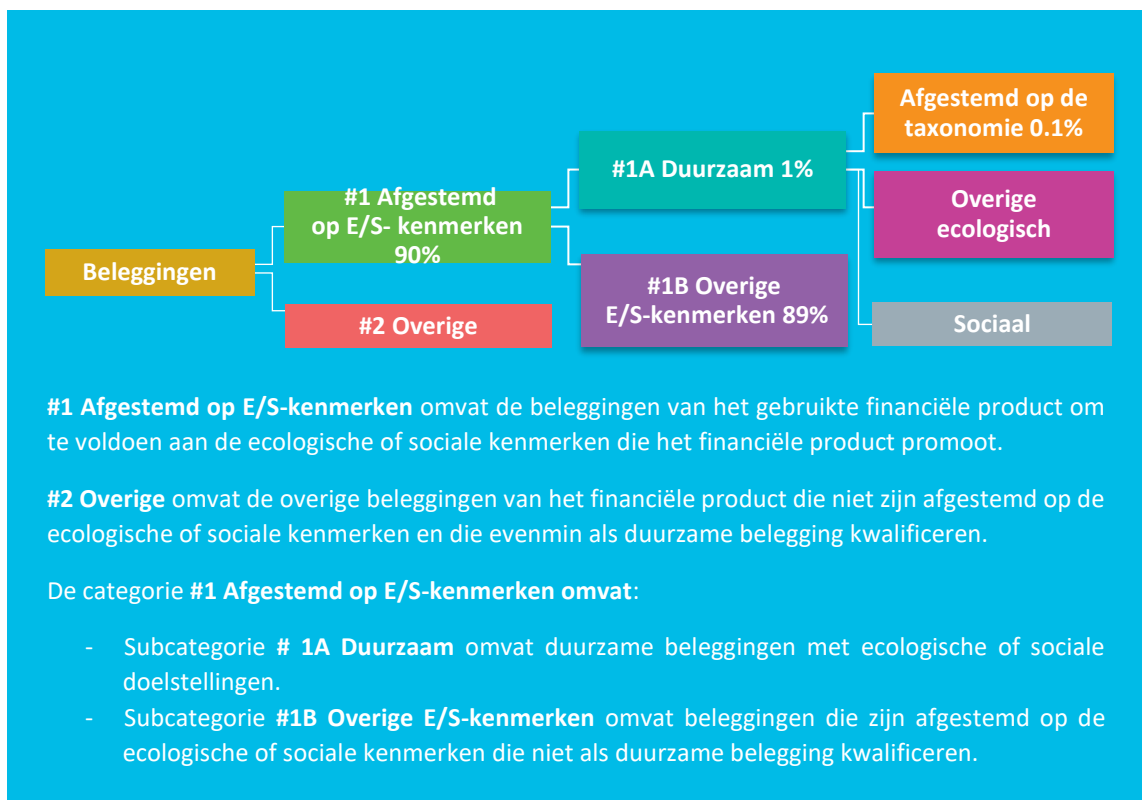 Afgestemd op de
taxonomie 0.1%
#1A Duurzaam 1%
#1 Afgestemd
op E/S- kenmerken
90%
Overige
ecologisch
Beleggingen
#1B Overige
E/S-kenmerken 89%
#2 Overige
Sociaal
#1 Afgestemd op E/S-kenmerken omvat de beleggingen van het gebruikte financiële product om
te voldoen aan de ecologische of sociale kenmerken die het financiële product promoot.
#2 Overige omvat de overige beleggingen van het financiële product die niet zijn afgestemd op de
ecologische of sociale kenmerken en die evenmin als duurzame belegging kwalificeren.
De categorie #1 Afgestemd op E/S-kenmerken omvat:
- Subcategorie # 1A Duurzaam omvat duurzame beleggingen met ecologische of sociale
doelstellingen.
- Subcategorie #1B Overige E/S-kenmerken omvat beleggingen die zijn afgestemd op de
ecologische of sociale kenmerken die niet als duurzame belegging kwalificeren.